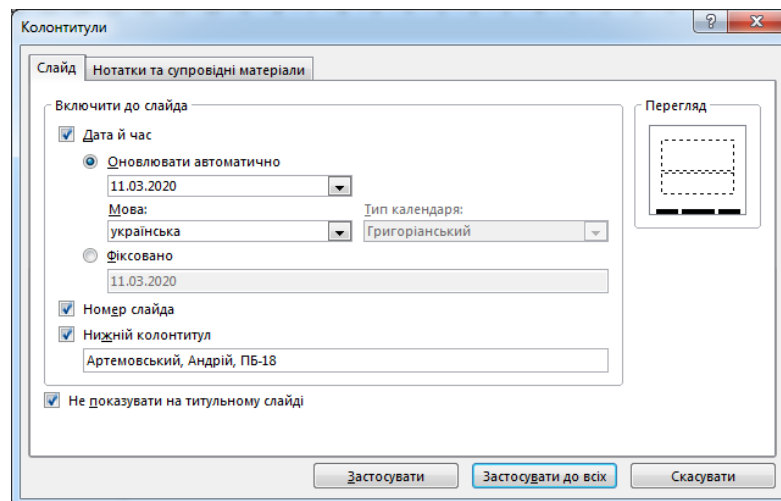 Колонтитули
?
X
Слайд
Нотатки та супровідні матеріали
Включити до слайда
Перегляд
Дата й час
Оновлювати автоматично
11.03.2020
Мова:
Тип календаря:
українська
Григоріанський
Фіксовано
11.03.2020
Номер слайда
Нижній колонтитул
Артемовський, Андрій, ПБ-18
Не показувати на титульному слайді
Застосувати
Застосувати до всіх
Скасувати